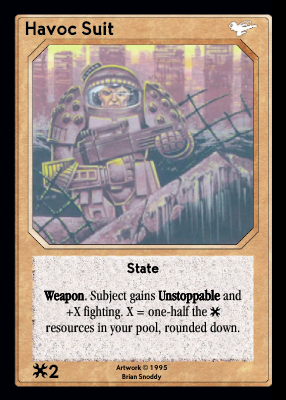 Havoc Suit
State
Weapon. Subject gains Unstoppable and
+X fighting. X = one-half the
resources in your pool, rounded down.
2
Artwork © 1995
Brian Snoddy